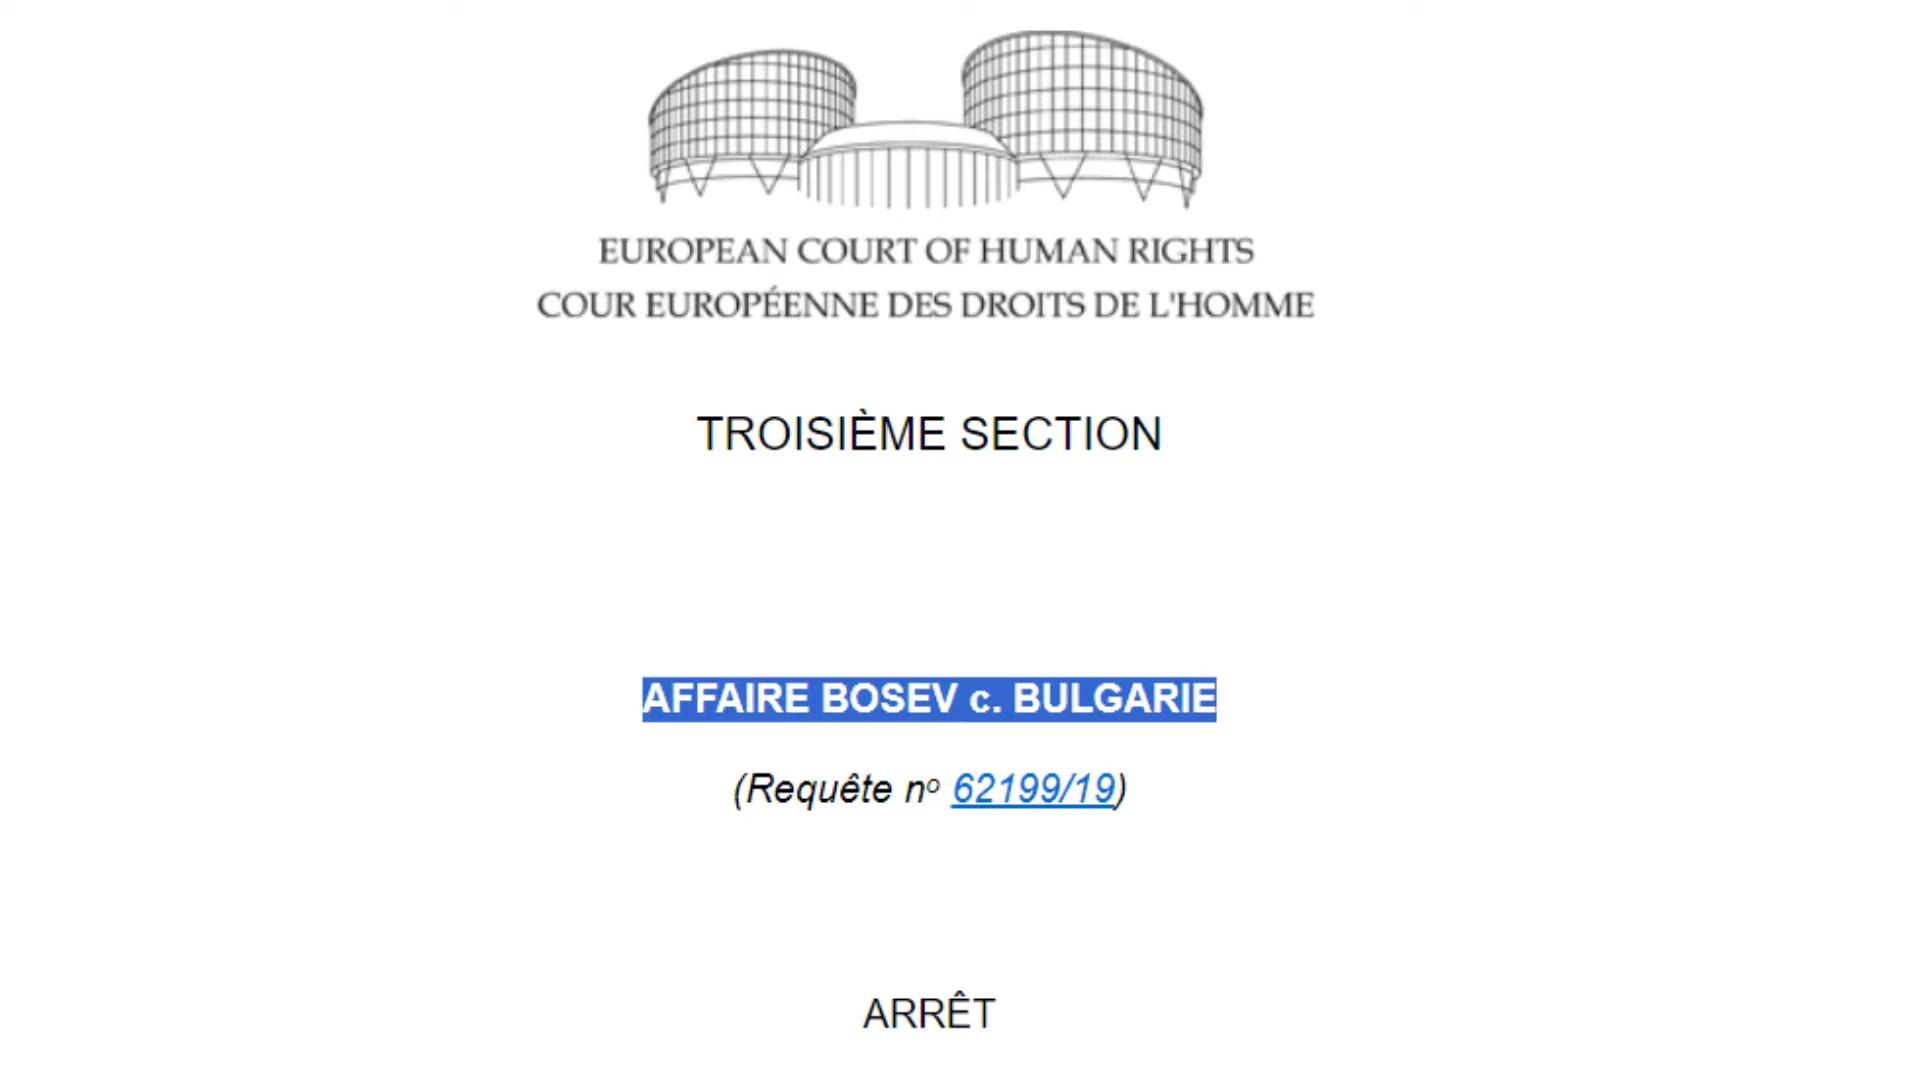 EUROPEAN COURT OF HUMAN RIGHTS
COUR EUROPÉENNE DES DROITS DE L'HOMME
TROISIÈME SECTION
AFFAIRE BOSEV c. BULGARIE
(Requête nº 62199/19)
ARRÊT